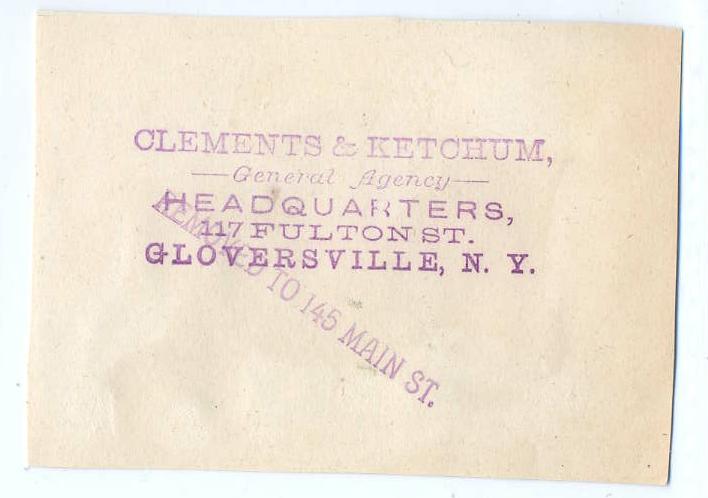 CLEMENTS & KETCHUM,
—General Agency—
HEADQUARTERS,
117 FULTON ST.
GLOVERSVILLE, N. Y.
REMOVED TO 145 MAIN ST.